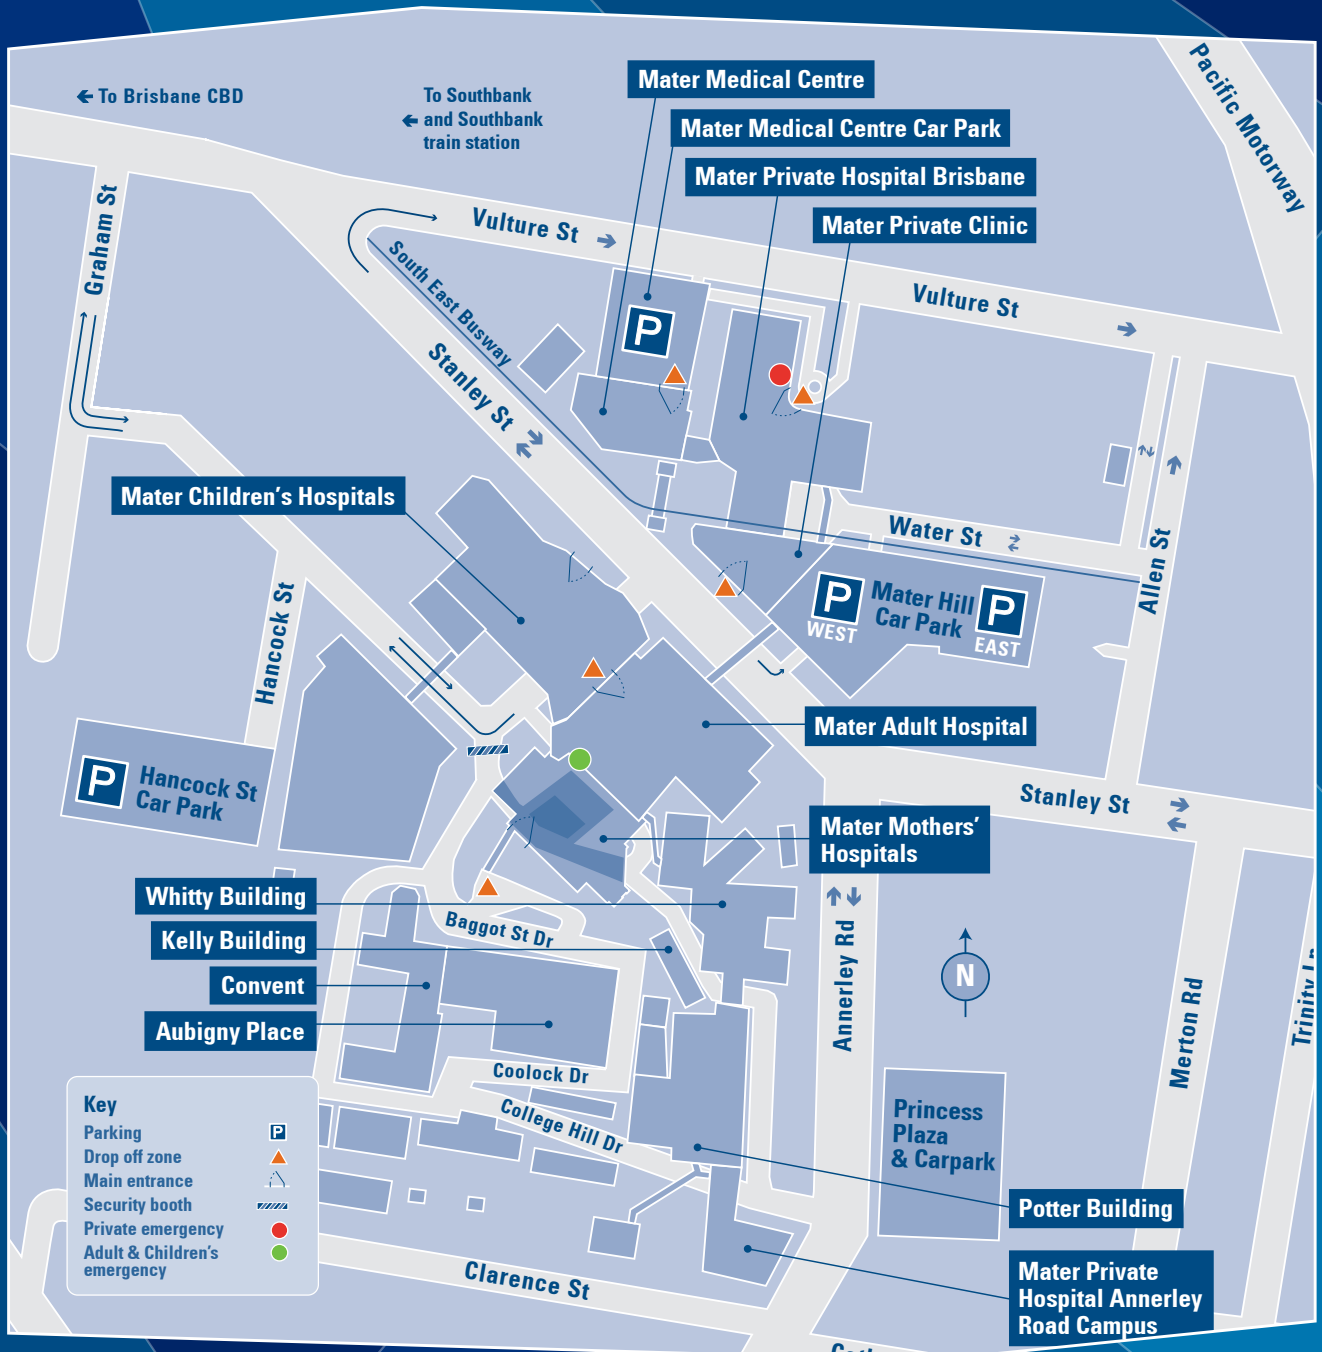 Pacific Motorway
To Brisbane CBD
To Southbank
and Southbank
train station
Mater Medical Centre
Mater Medical Centre Car Park
Mater Private Hospital Brisbane
Mater Private Clinic
Graham St
Vulture St
South East Busway
Vulture St
P
Stanley St
Mater Children's Hospitals
Water St
Allen St
P
WEST
Mater Hill
Car Park
P
EAST
Hancock St
Mater Adult Hospital
P
Hancock St
Car Park
Stanley St
Mater Mothers'
Hospitals
Whitty Building
Kelly Building
Convent
Aubigny Place
Baggot St Dr
Annerley Rd
N
Merton Rd
Trinity Ln
Coolock Dr
College Hill Dr
Princess
Plaza
& Carpark
Key
Parking
P
Drop off zone
Main entrance
Security booth
Private emergency
Adult & Children's
emergency
Potter Building
Clarence St
Mater Private
Hospital Annerley
Road Campus